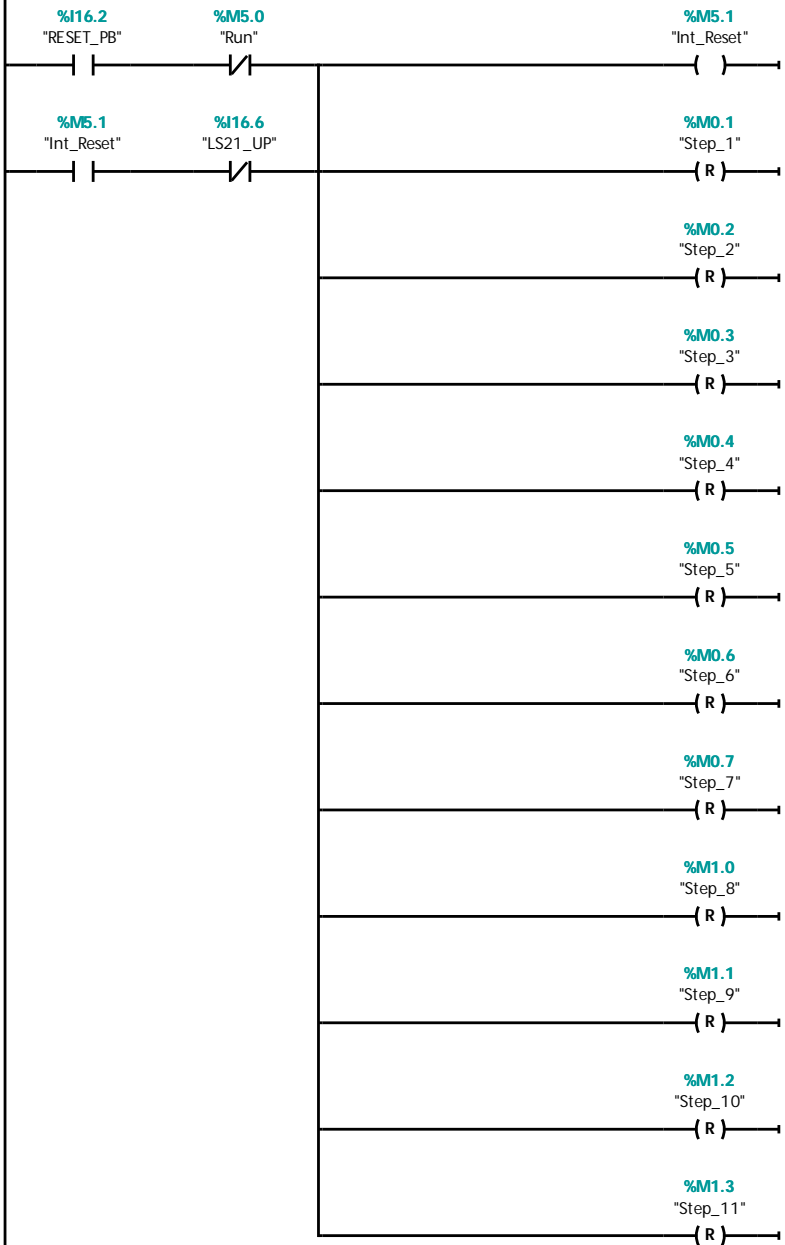 %I16.2 %M5.0 %M5.1
"RESET_PB" "Run" "Int_Reset"
%M5.1 %I16.6 %M0.1
"Int_Reset" "LS21_UP" "Step_1"
R
%M0.2
"Step_2"
R
%M0.3
"Step_3"
R
%M0.4
"Step_4"
R
%M0.5
"Step_5"
R
%M0.6
"Step_6"
R
%M0.7
"Step_7"
R
%M1.0
"Step_8"
R
%M1.1
"Step_9"
R
%M1.2
"Step_10"
R
%M1.3
"Step_11"
R